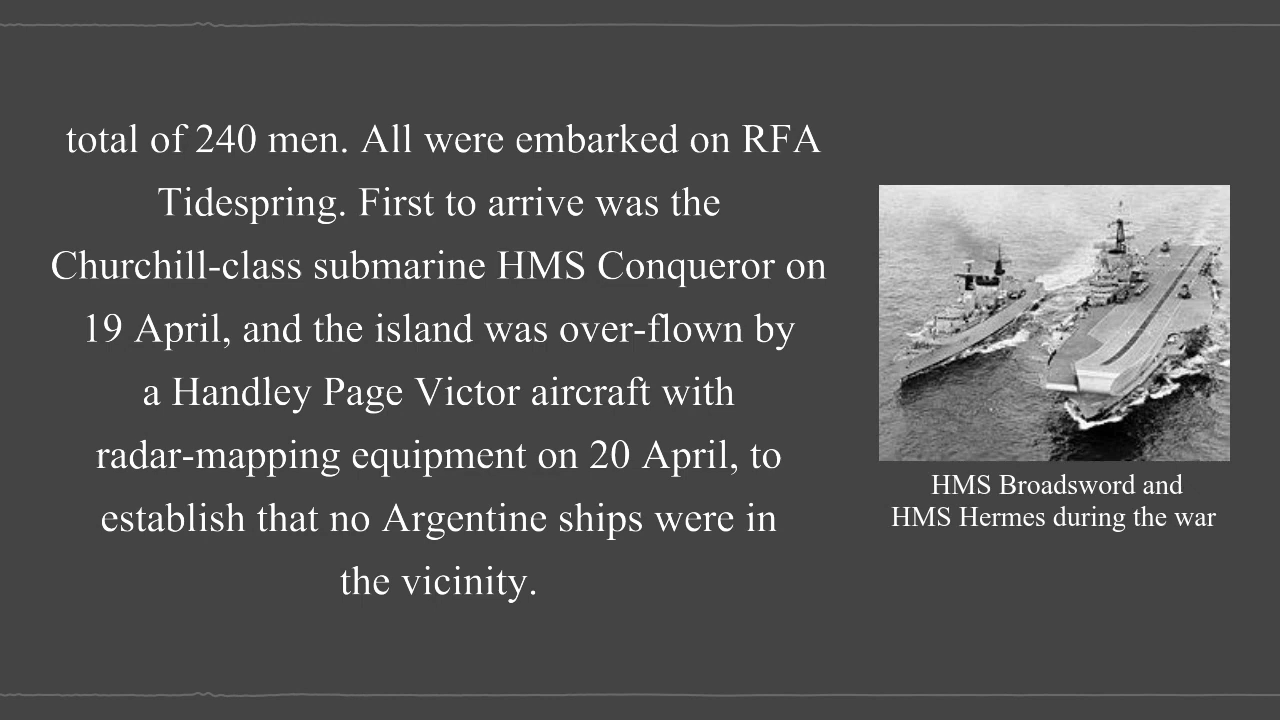 total of 240 men. All were embarked on RFA
Tidespring. First to arrive was the
Churchill-class submarine HMS Conqueror on
19 April, and the island was over-flown by
a Handley Page Victor aircraft with
radar-mapping equipment on 20 April, to
establish that no Argentine ships were in
the vicinity.
HMS Broadsword and
HMS Hermes during the war